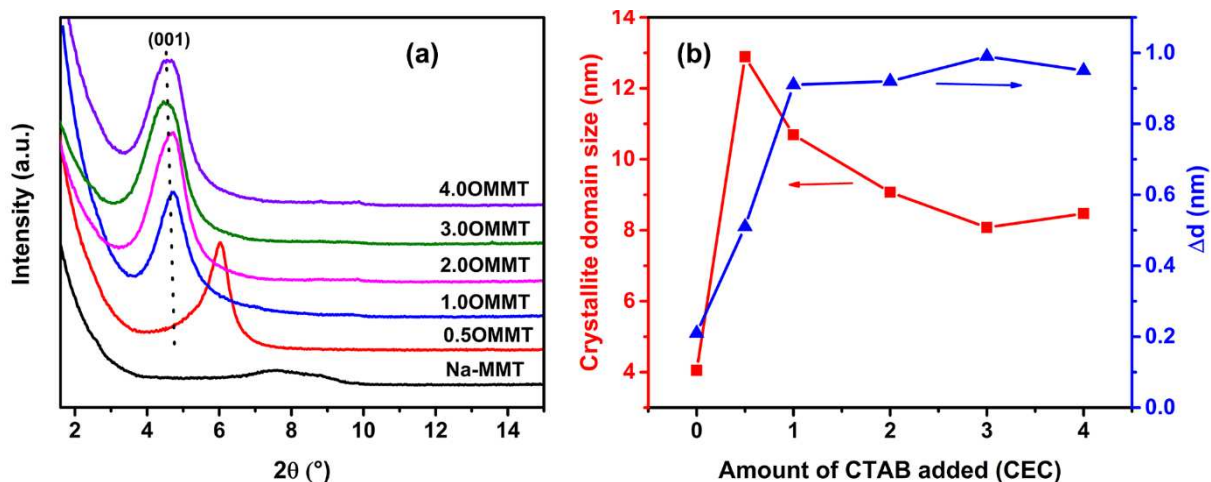 (001)
(a)
Intensity (a.u.)
4.0OMMT
3.0OMMT
2.0OMMT
1.0OMMT
0.5OMMT
Na-MMT
2 4 6 8 10 12 14
2θ (°)
(b)
Crystallite domain size (nm)
14
12
10
8
6
4
Δd (nm)
1.0
0.8
0.6
0.4
0.2
0.0
0 1 2 3 4
Amount of CTAB added (CEC)